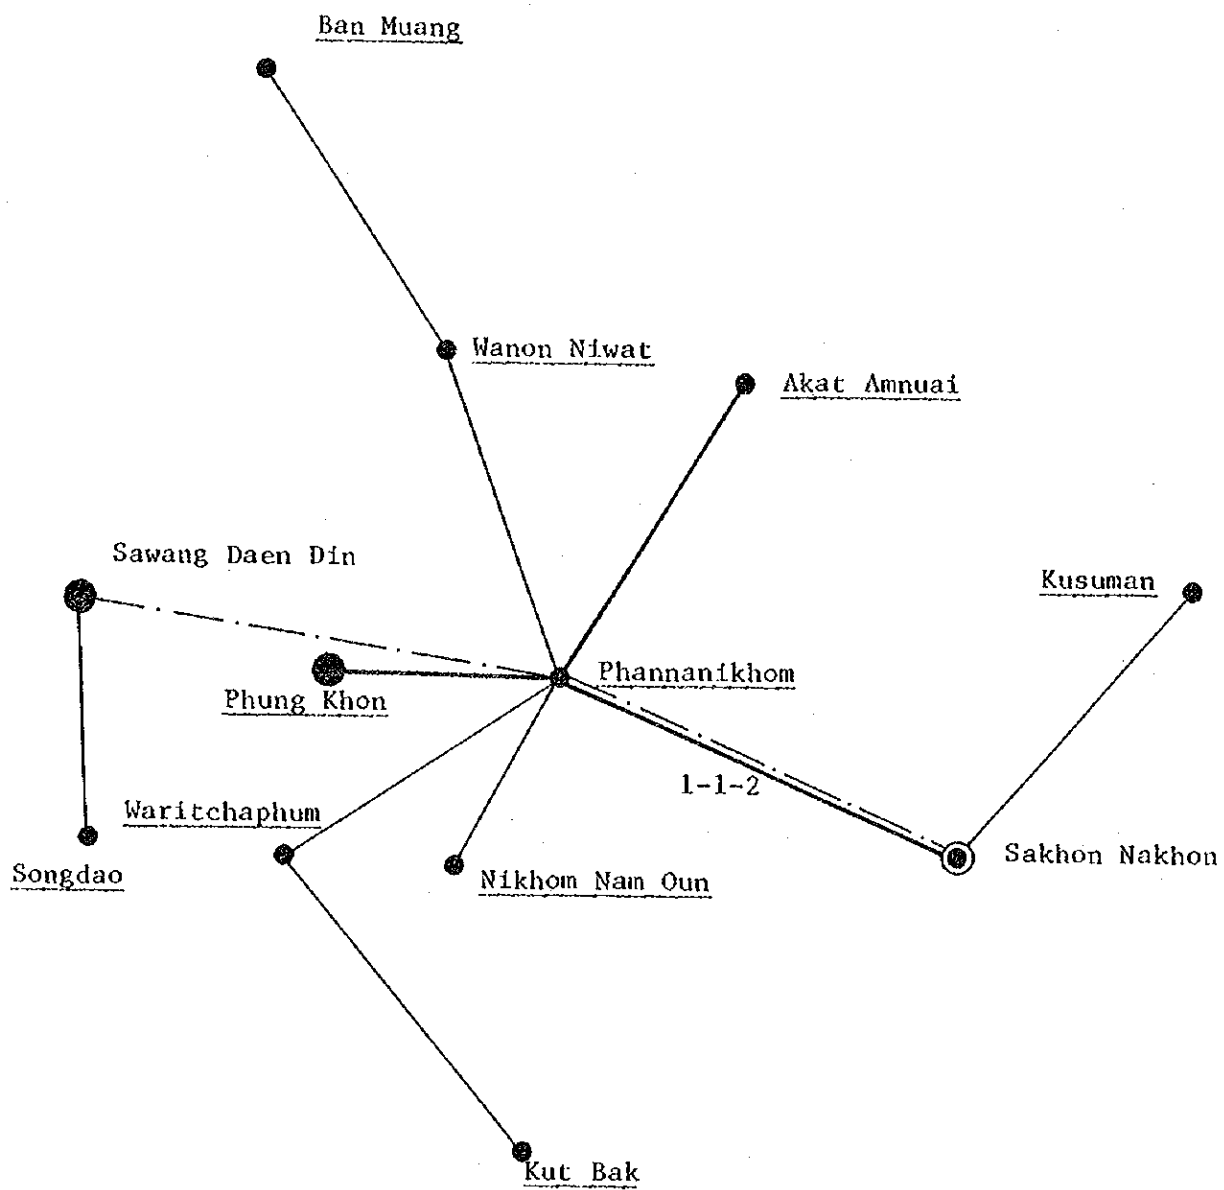 Ban Muang
Wanon Niwat
Akat Amnuai
Sawang Daen Din
Kusuman
Phannanikhom
Phung Khon
1-1-2
Waritchaphum
Sakhon Nakhon
Songdao
Nikhom Nam Oun
Kut Bak